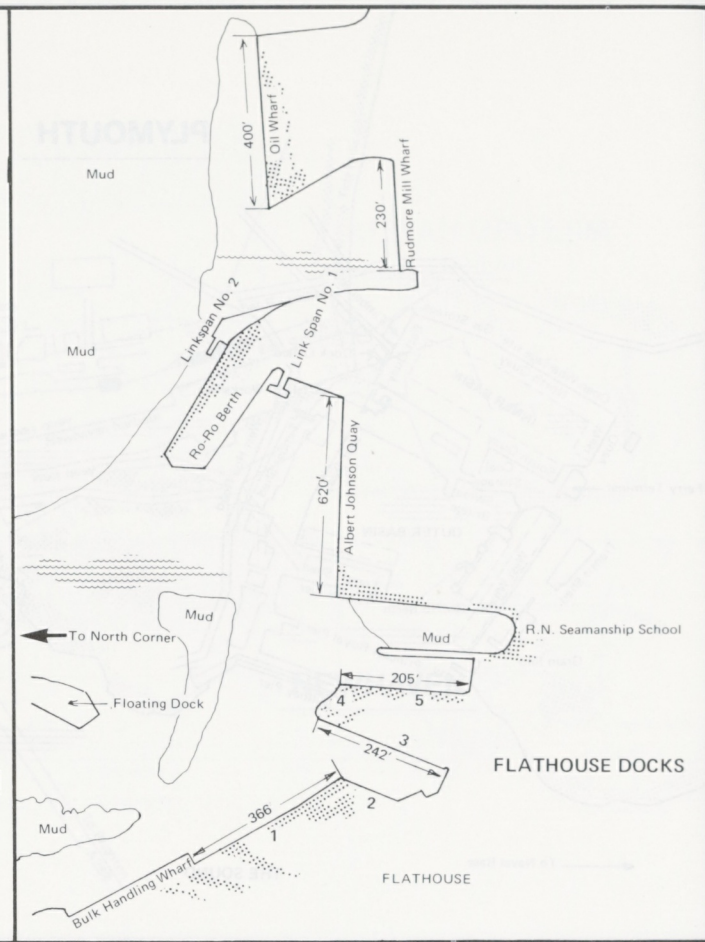 Mud
400'
Oil Wharf
230'
Rudmore Mill Wharf
Mud
Linkspan No. 2
Link Span No. 1
Ro-Ro Berth
620'
Albert Johnson Quay
Mud
To North Corner
Mud
R.N. Seamanship School
Floating Dock
205'
4
5
242'
3
FLATHOUSE DOCKS
Mud
366
1
2
Bulk Handling Wharf
FLATHOUSE
PLYMOUTH